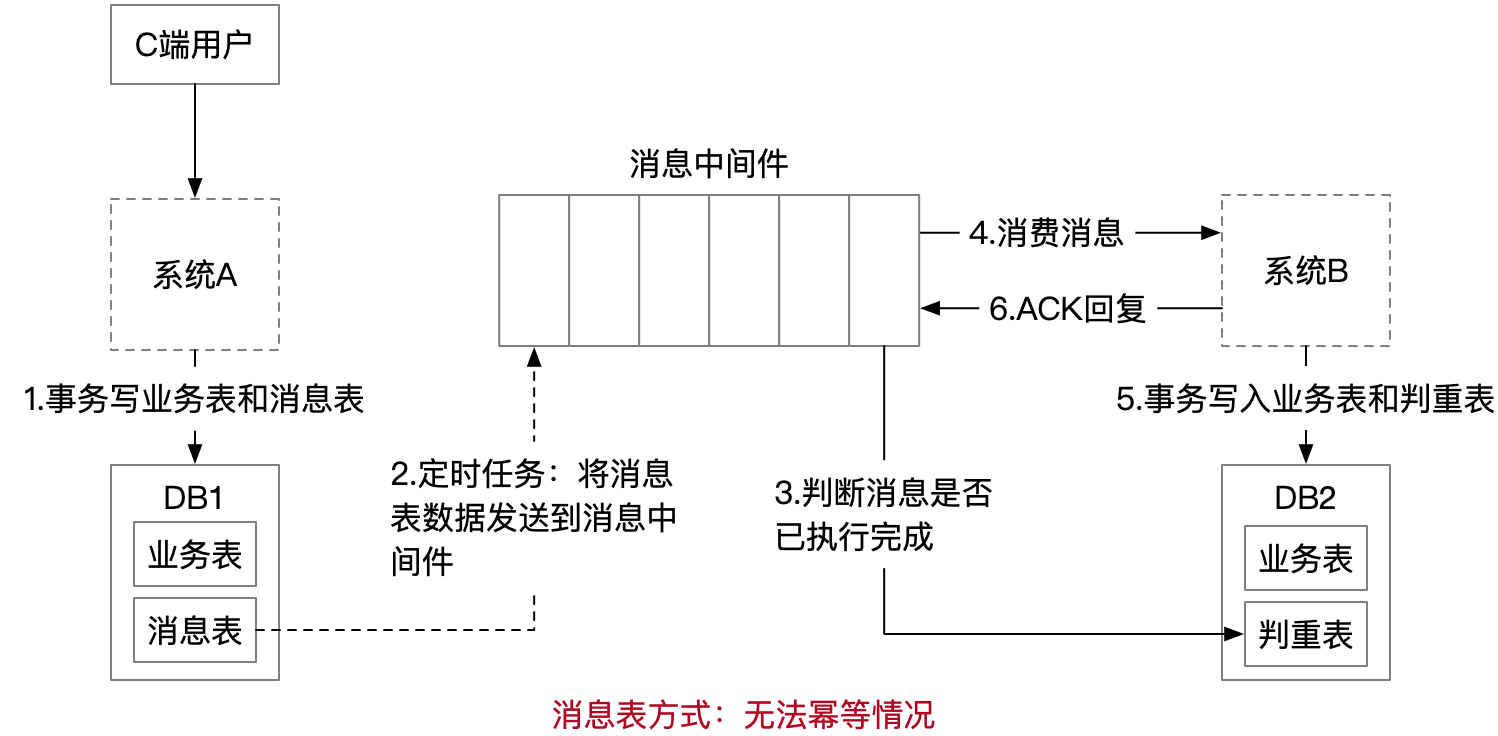 C端用户
消息中间件
系统A
4.消费消息
系统B
6.ACK回复
1.事务写业务表和消息表
5.事务写入业务表和判重表
2.定时任务：将消息
表数据发送到消息中
间件
3.判断消息是否
已执行完成
DB1
业务表
消息表
DB2
业务表
判重表
消息表方式：无法幂等情况